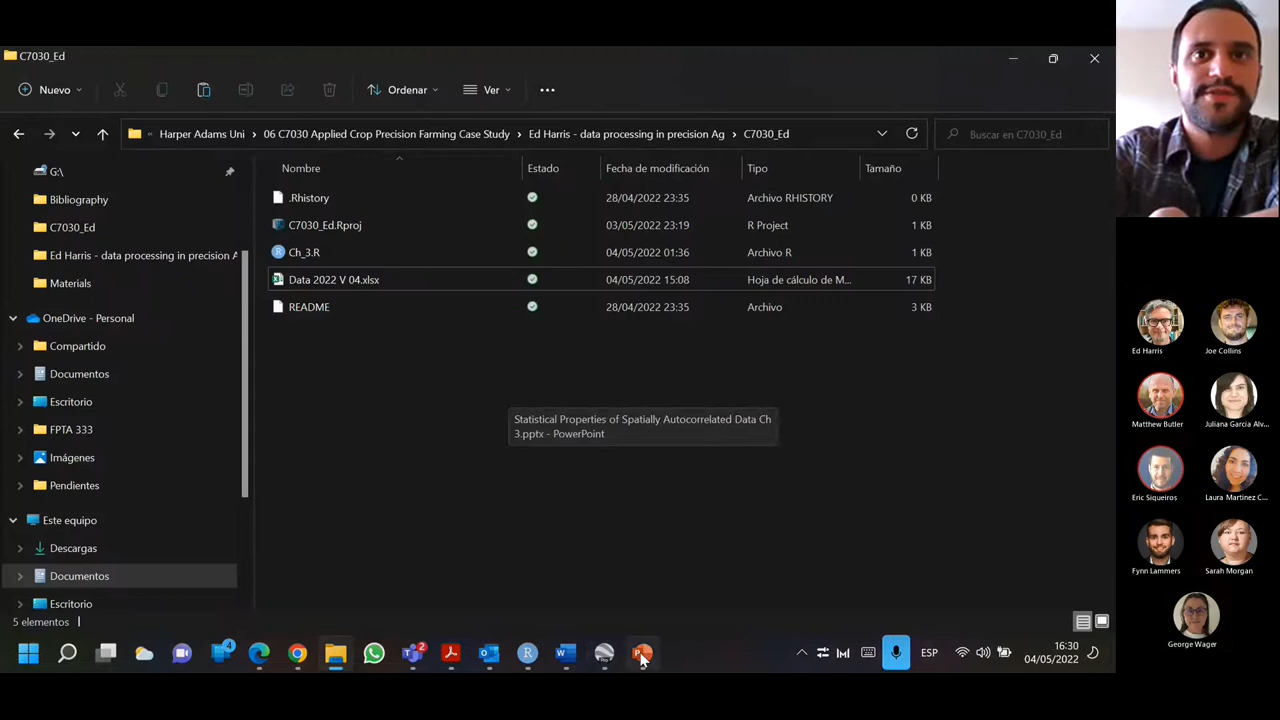 C7030_Ed
Nuevo
Ordenar
Ver
Harper Adams Uni > 06 C7030 Applied Crop Precision Farming Case Study > Ed Harris - data processing in precision Ag > C7030_Ed
Buscar en C7030_Ed
Nombre Estado Fecha de modificación Tipo Tamaño
.Rhistory 28/04/2022 23:35 Archivo RHISTORY 0 KB
C7030_Ed.Rproj 03/05/2022 23:19 R Project 1 KB
Ch_3.R 04/05/2022 01:36 Archivo R 1 KB
Data 2022 V 04.xlsx 04/05/2022 15:08 Hoja de cálculo de M... 17 KB
README 28/04/2022 23:35 Archivo 3 KB
G:\
Bibliography
C7030_Ed
Ed Harris - data processing in precision A
Materials
OneDrive - Personal
Compartido
Documentos
Escritorio
FPTA 333
Imágenes
Pendientes
Este equipo
Descargas
Documentos
Escritorio
5 elementos
Statistical Properties of Spatially Autocorrelated Data Ch
3.pptx - PowerPoint
Ed Harris
Joe Collins
Matthew Butler
Juliana Garcia Alv...
Eric Siqueiros
Laura Martinez C...
Fynn Lammers
Sarah Morgan
George Wager
4
2
ESP
16:30
04/05/2022